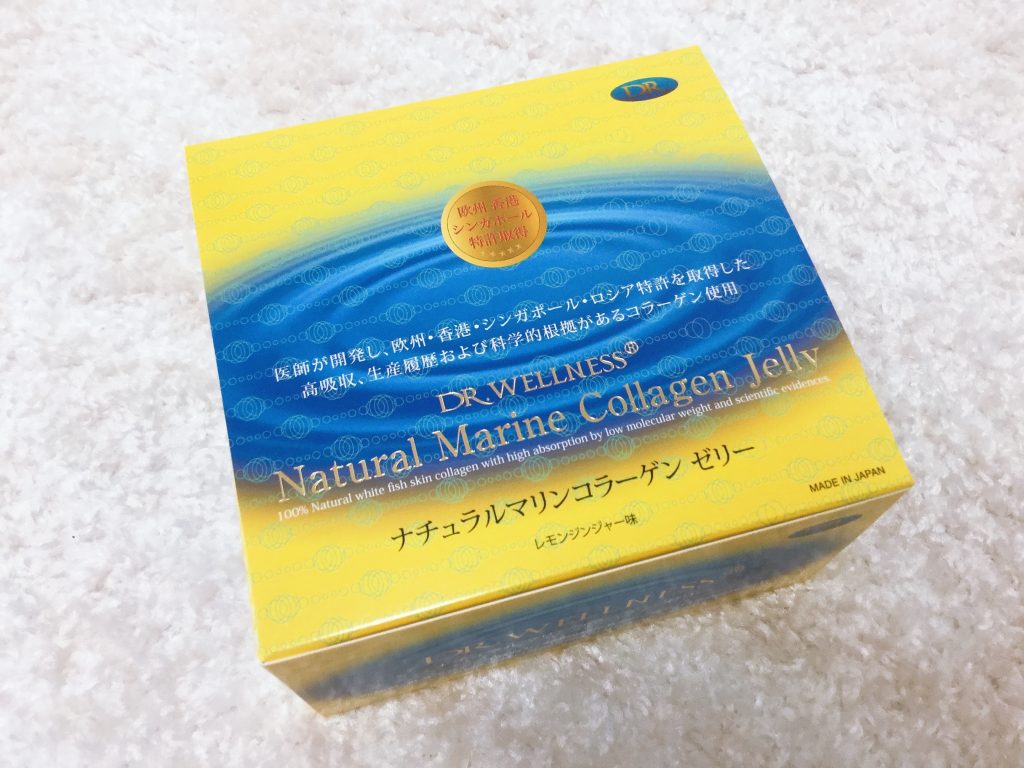 DR.
欧州 香港
シンガポール
特許取得
医師が開発し、欧州・香港・シンガポール・ロシア特許を取得した
高吸収、生産履歴および科学的根拠があるコラーゲン使用
DR.WELLNESS®
Natural Marine Collagen Jelly
100% Natural white fish skin collagen with high absorption by low molecular weight and scientific evidences.
ナチュラルマリンコラーゲン ゼリー
レモンジンジャー味
MADE IN JAPAN
DR.WELLNESS®